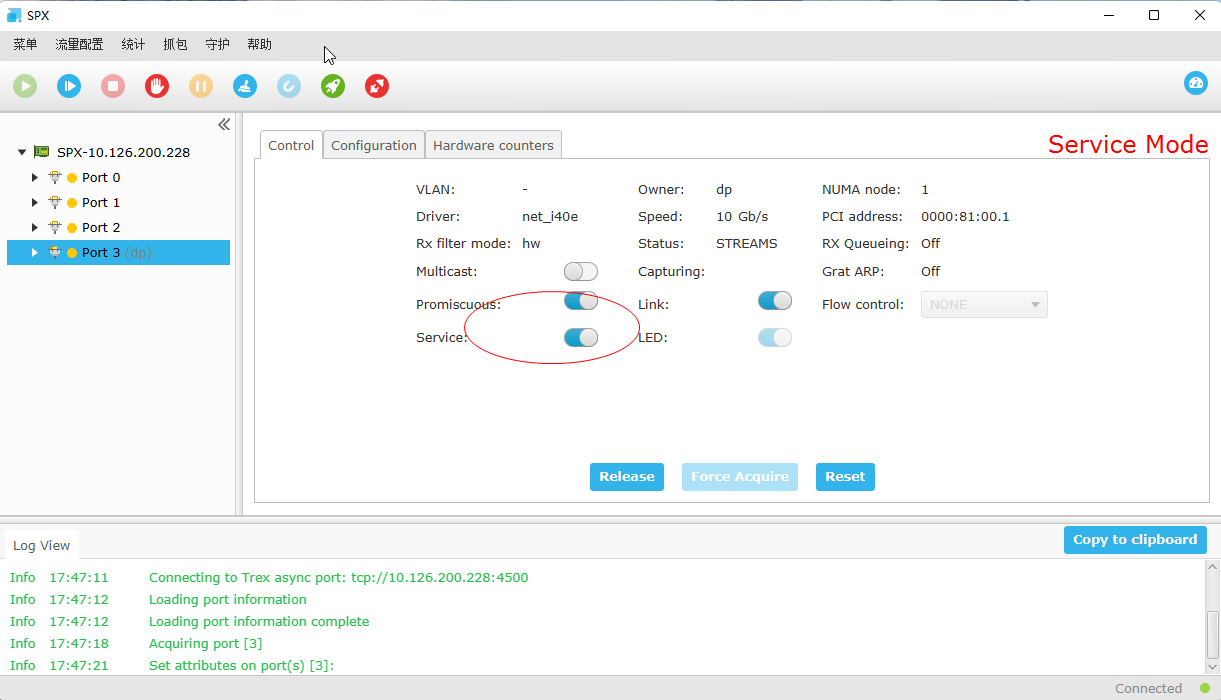 SPX
菜单 流量配置 统计 抓包 守护 帮助
SPX-10.126.200.228
Port 0
Port 1
Port 2
Port 3 (dp)
Control Configuration Hardware counters
Service Mode
VLAN: - Owner: dp NUMA node: 1
Driver: net_i40e Speed: 10 Gb/s PCI address: 0000:81:00.1
Rx filter mode: hw Status: STREAMS RX Queueing: Off
Multicast: Capturing: Grat ARP: Off
Promiscuous: Link: Flow control: NONE
Service: LED:
Release Force Acquire Reset
Log View Copy to clipboard
Info 17:47:11 Connecting to Trex async port: tcp://10.126.200.228:4500
Info 17:47:12 Loading port information
Info 17:47:12 Loading port information complete
Info 17:47:18 Acquiring port [3]
Info 17:47:21 Set attributes on port(s) [3]:
Connected